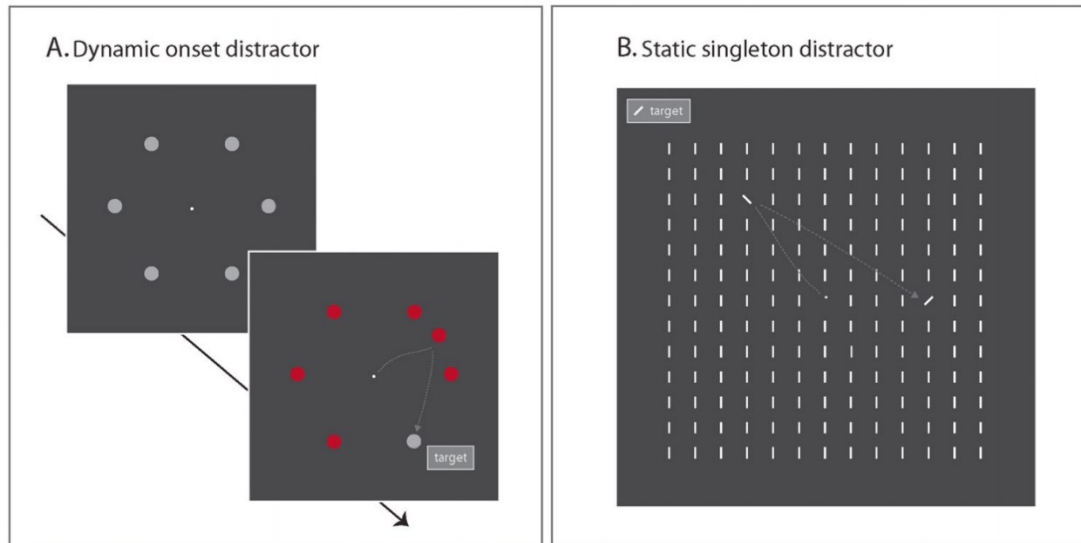 A. Dynamic onset distractor
target
B. Static singleton distractor
target